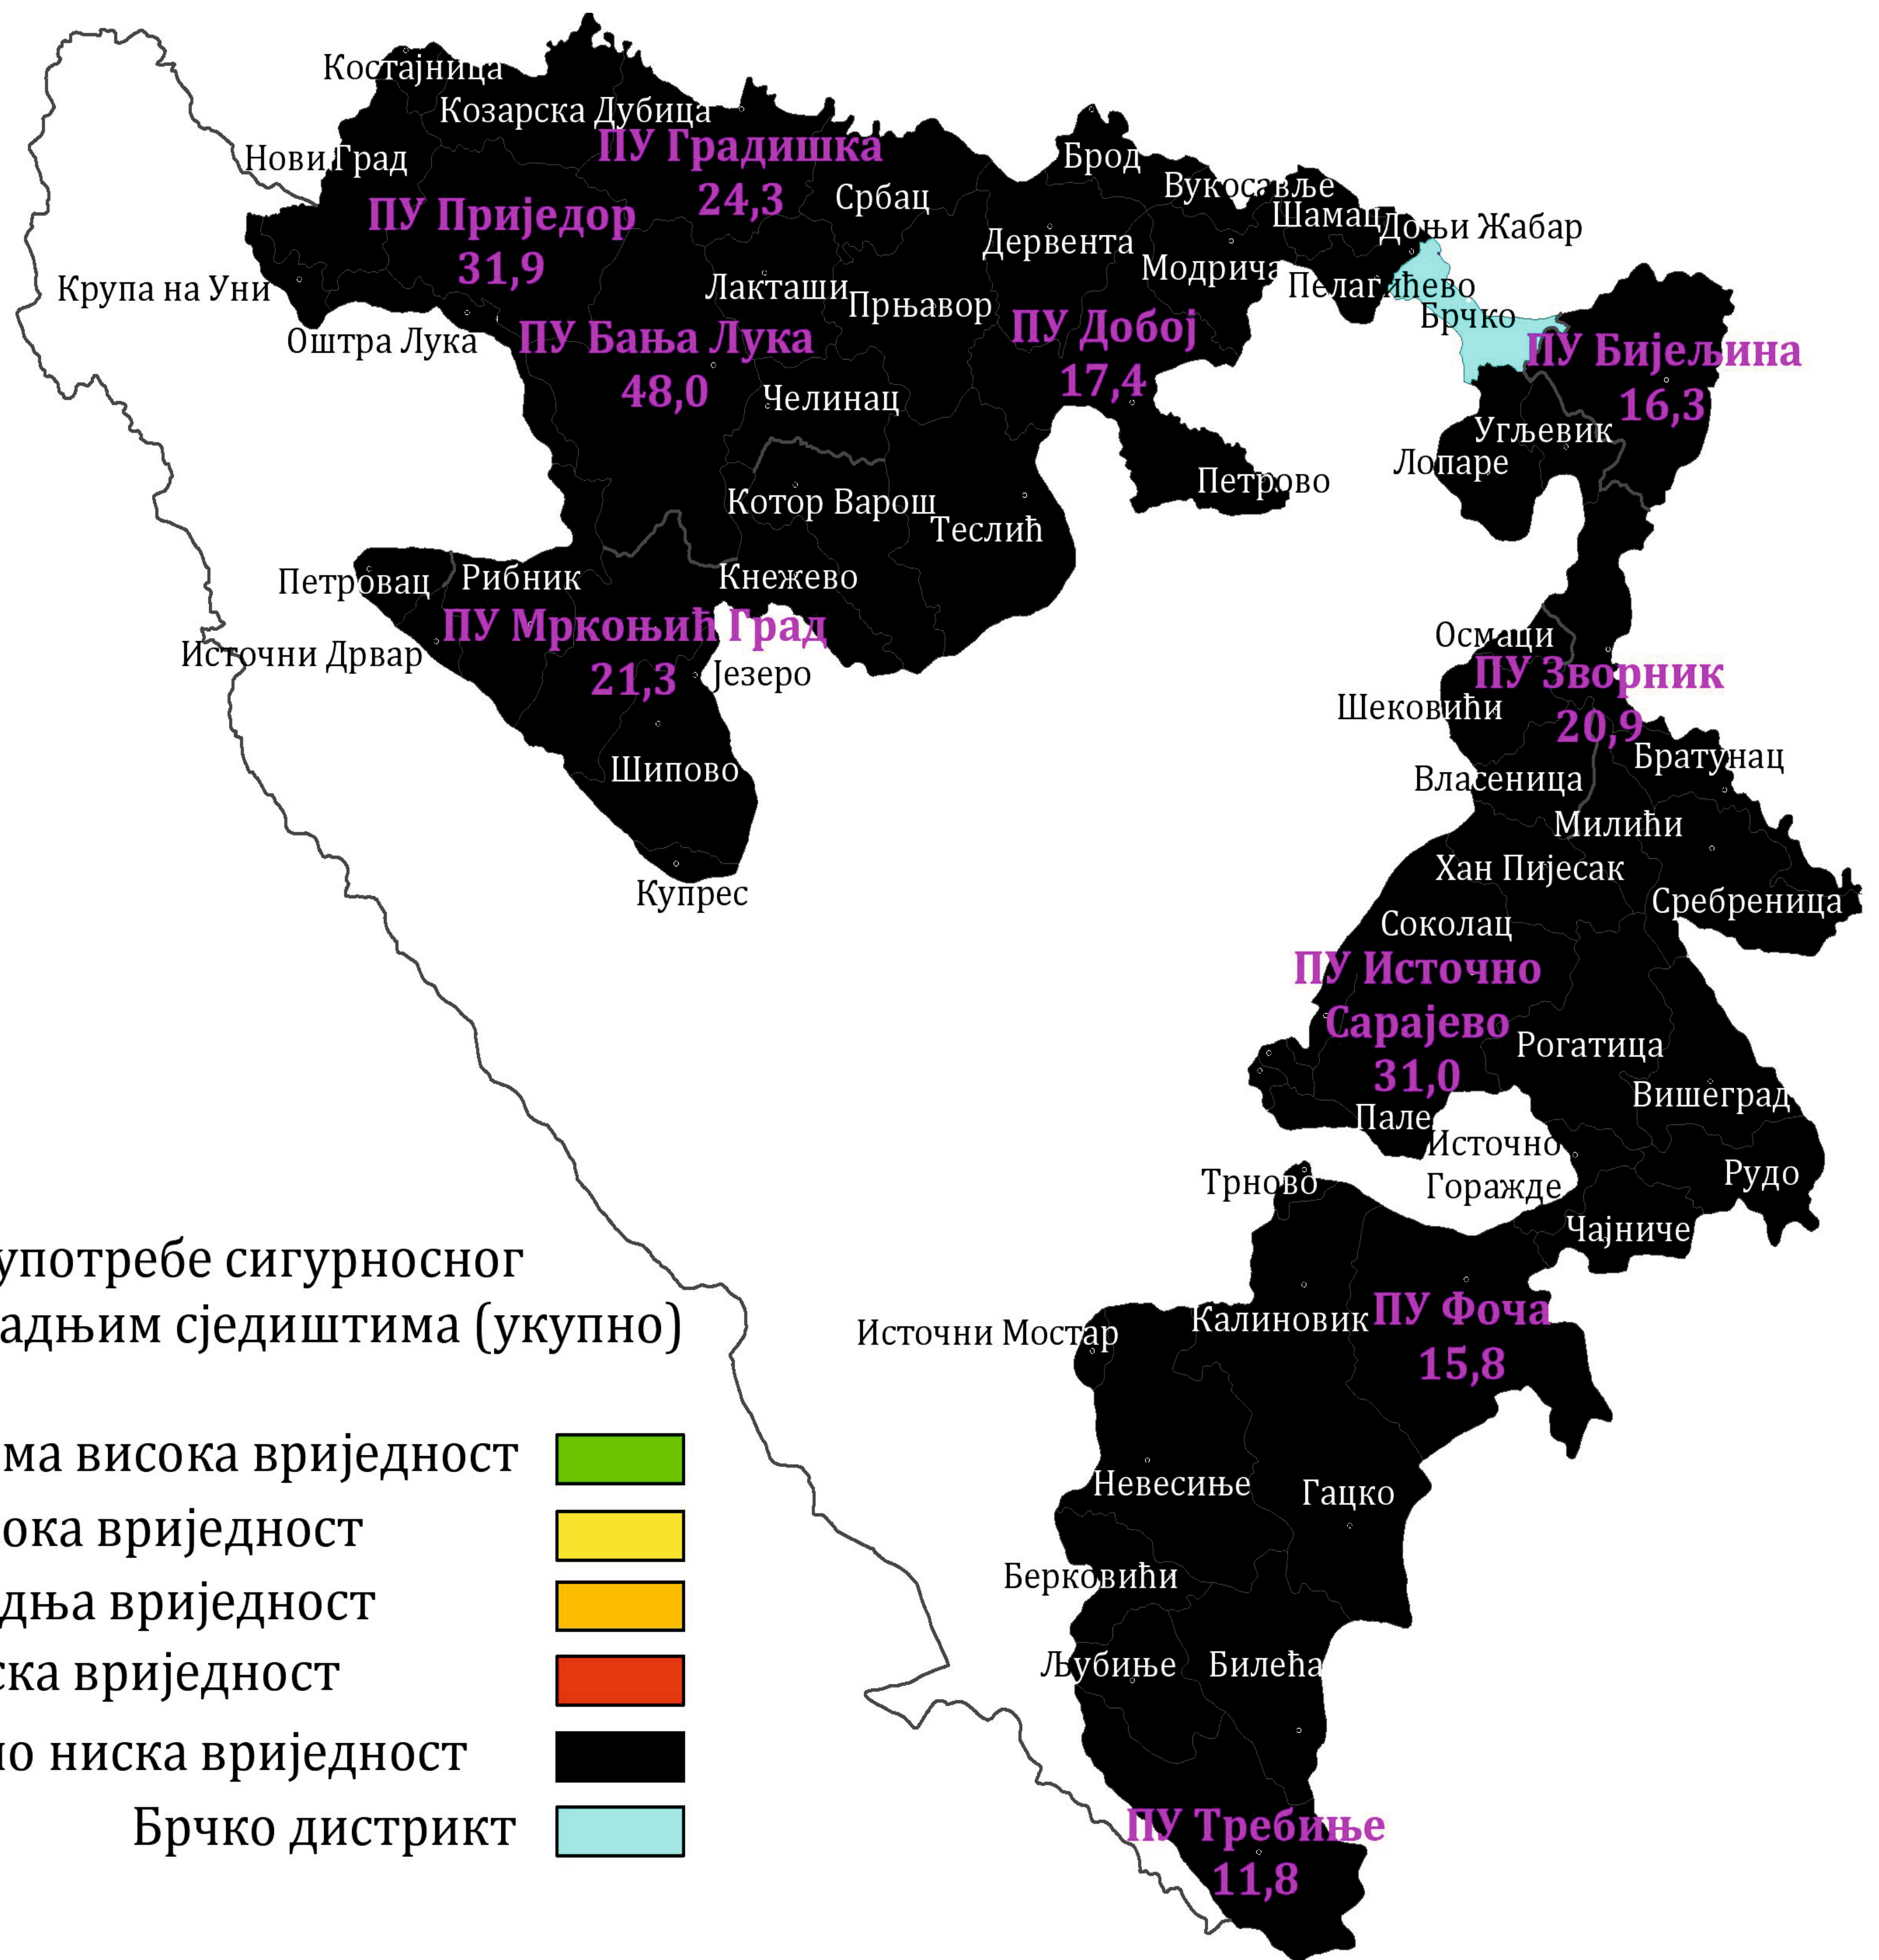 Костајница
Козарска Дубица
ПУ Градишка
24,3
Нови Град
ПУ Приједор
31,9
Србац
Брод
Вукосавље
Шамац
Доњи Жабар
Дервента
Модрича
Пелагићево
Брчко
Крупа на Уни
Оштра Лука
Лакташи
Прњавор
ПУ Бања Лука
48,0
ПУ Добој
17,4
ПУ Бијељина
16,3
Челинац
Угљевик
Лопаре
Петрово
Котор Варош
Теслић
Петровац
Рибник
Кнежево
ПУ Мркоњић Град
21,3
Источни Дрвар
Језеро
Шипово
Купрес
Осмаци
ПУ Зворник
20,9
Шековићи
Братунац
Власеница
Милићи
Хан Пијесак
Сребреница
Соколац
ПУ Источно
Сарајево
31,0
Рогатица
Вишеград
Пале
Источно
Горажде
Рудо
Трново
Чајниче
Калиновик
ПУ Фоча
15,8
Источни Мостар
Невесиње
Гацко
Берковићи
Љубиње
Билећа
ПУ Требиње
11,8
употребе сигурносног
адњим сједиштима (укупно)
ма висока вриједност
ока вриједност
дња вриједност
ска вриједност
о ниска вриједност
Брчко дистрикт